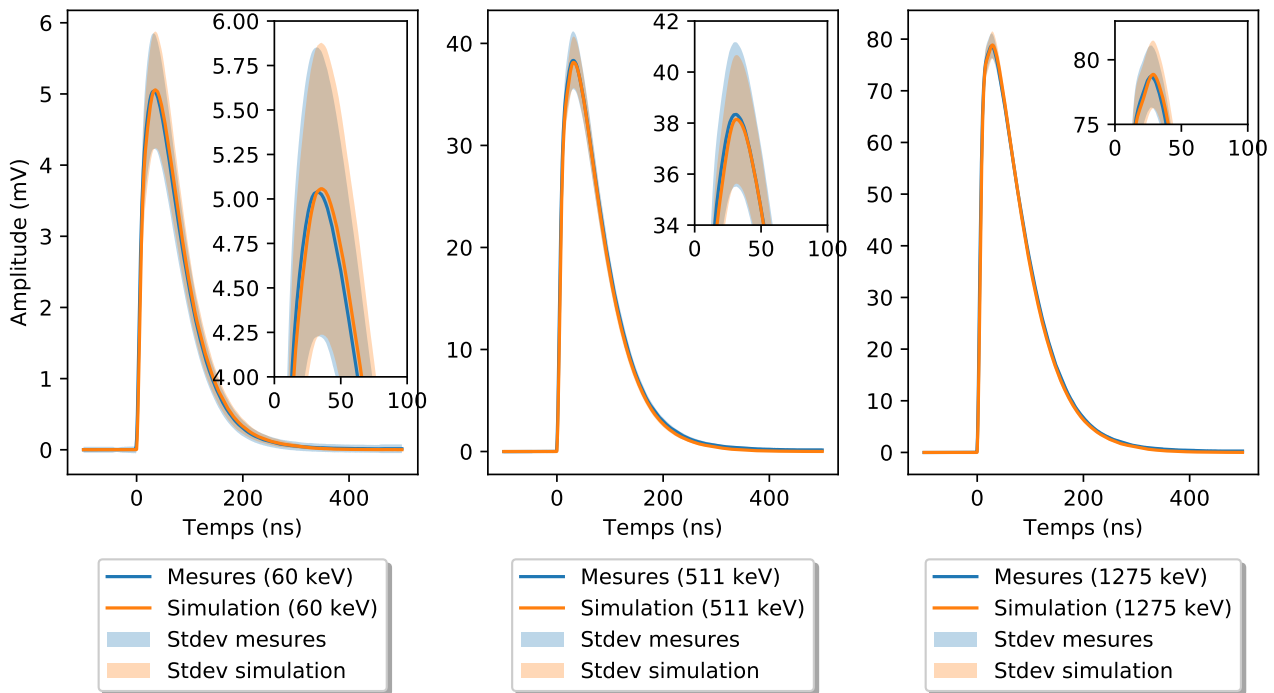 6
5
4
3
2
1
0
Amplitude (mV)
0 200 400
Temps (ns)
6.00
5.75
5.50
5.25
5.00
4.75
4.50
4.25
4.00
0 50 100
40
30
20
10
0
0 200 400
Temps (ns)
42
40
38
36
34
0 50 100
80
70
60
50
40
30
20
10
0
0 200 400
Temps (ns)
80
75
0 50 100
Mesures (60 keV)
Simulation (60 keV)
Stdev mesures
Stdev simulation
Mesures (511 keV)
Simulation (511 keV)
Stdev mesures
Stdev simulation
Mesures (1275 keV)
Simulation (1275 keV)
Stdev mesures
Stdev simulation